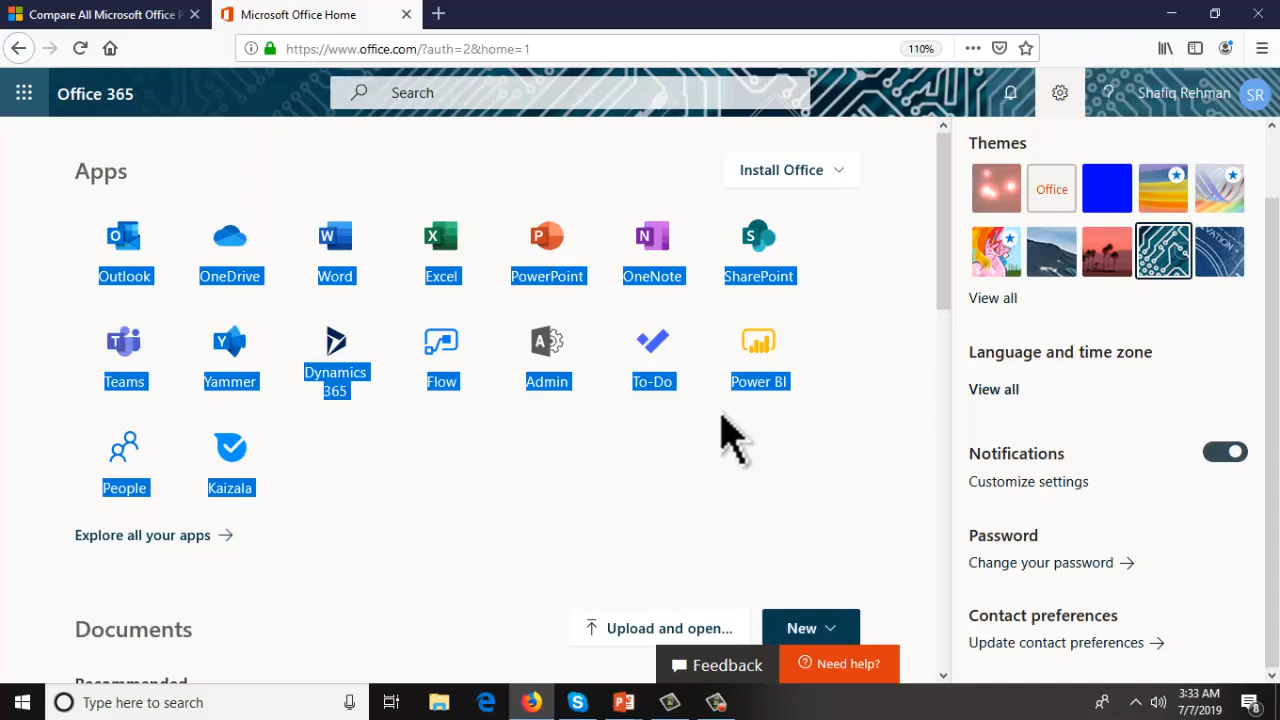 Compare All Microsoft Office
Microsoft Office Home
https://www.office.com/?auth=2&home=1
110%
Office 365
Search
Shafiq Rehman
SR
Apps
Install Office
Outlook
OneDrive
Word
Excel
PowerPoint
OneNote
SharePoint
Teams
Yammer
Dynamics
365
Flow
Admin
To-Do
Power BI
People
Kaizala
Explore all your apps
Documents
Upload and open...
New
Feedback
Need help?
Themes
Office
View all
Language and time zone
View all
Notifications
Customize settings
Password
Change your password
Contact preferences
Update contact preferences
Type here to search
3:33 AM
7/7/2019
8